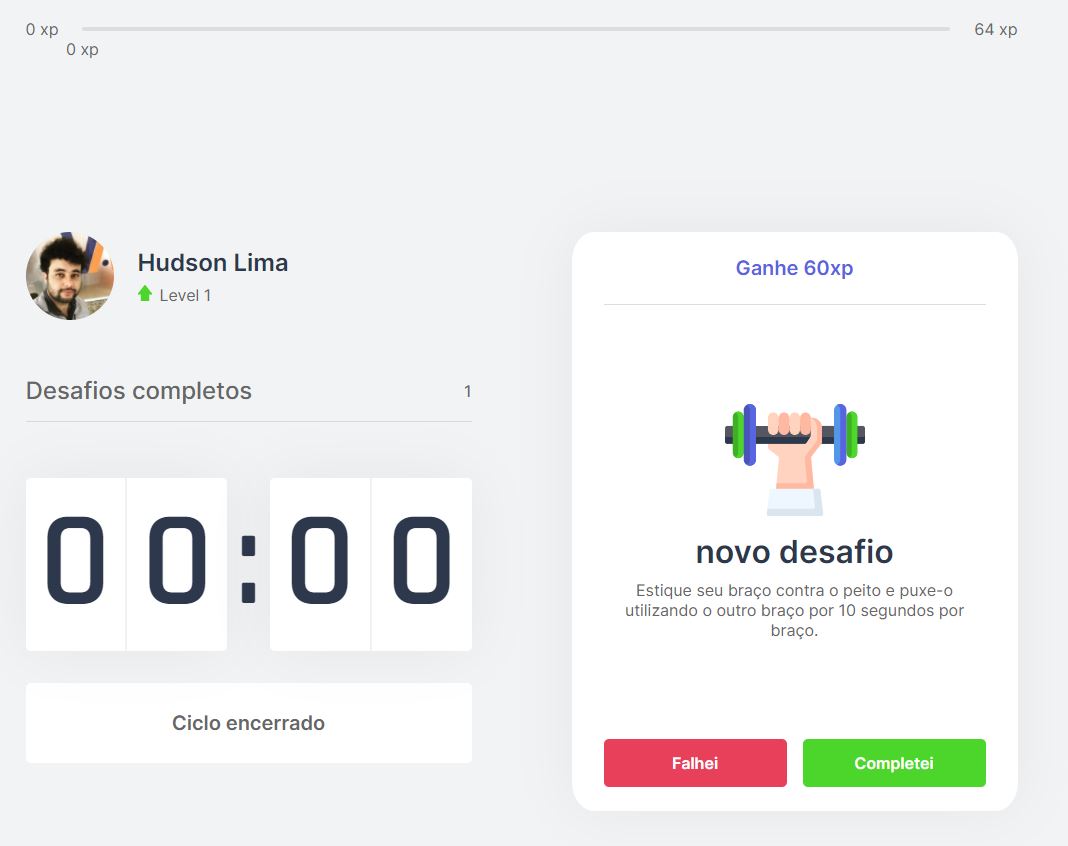 0 xp
64 xp
0 xp
Hudson Lima
Level 1
Desafios completos
1
00:00
Ciclo encerrado
Ganhe 60xp
novo desafio
Estique seu braço contra o peito e puxe-o
utilizando o outro braço por 10 segundos por
braço.
Falhei
Completei